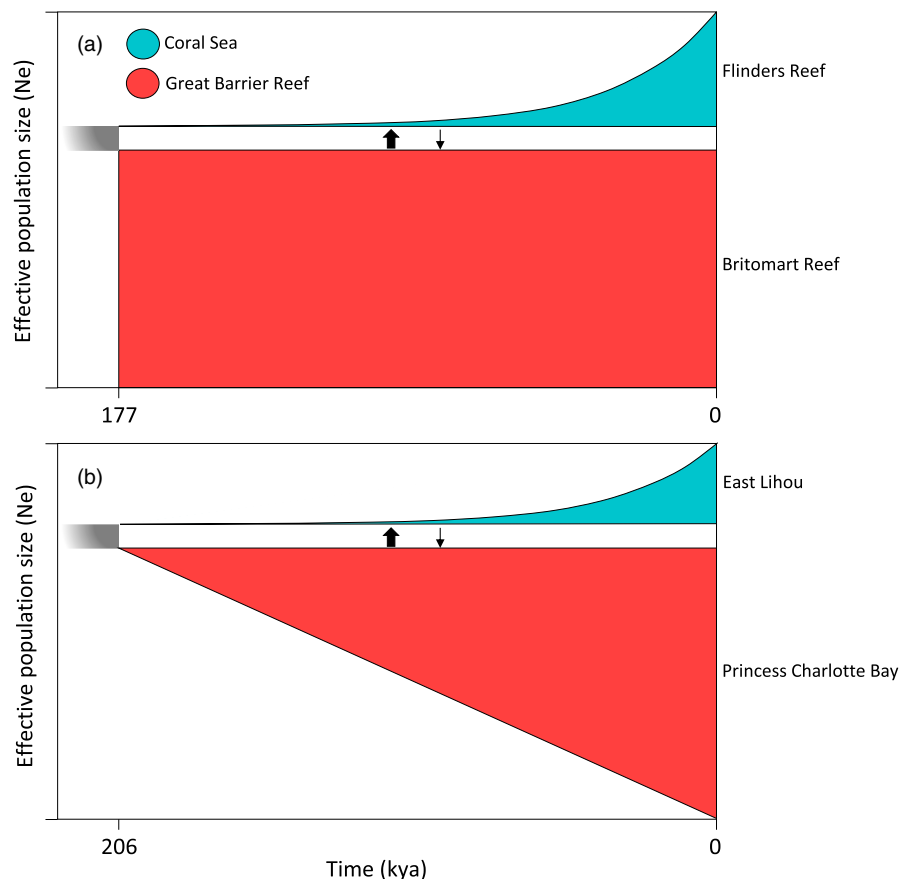 (a)
Coral Sea
Great Barrier Reef
Effective population size (Ne)
Flinders Reef
Britomart Reef
177
0
(b)
Effective population size (Ne)
East Lihou
Princess Charlotte Bay
206
0
Time (kya)